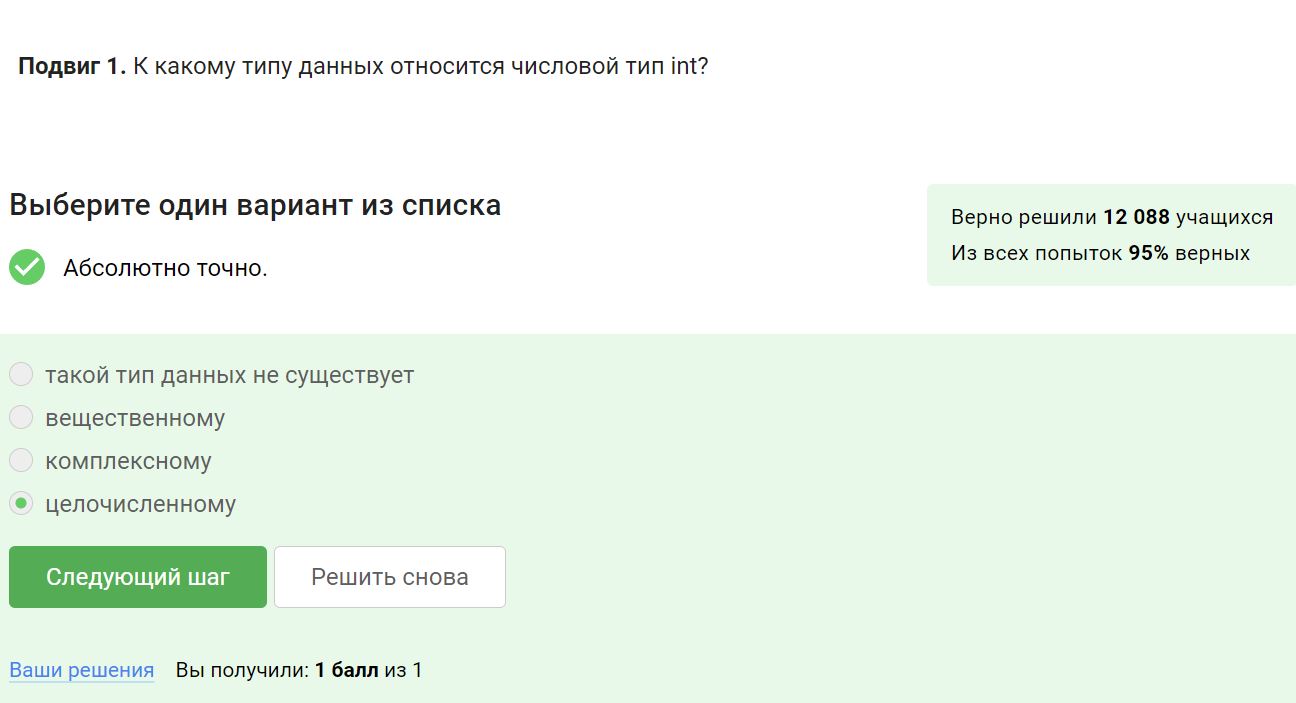 Подвиг 1. К какому типу данных относится числовой тип int?
Выберите один вариант из списка
Абсолютно точно.
Верно решили 12 088 учащихся
Из всех попыток 95% верных
такой тип данных не существует
вещественному
комплексному
целочисленному
Следующий шаг
Решить снова
Ваши решения Вы получили: 1 балл из 1